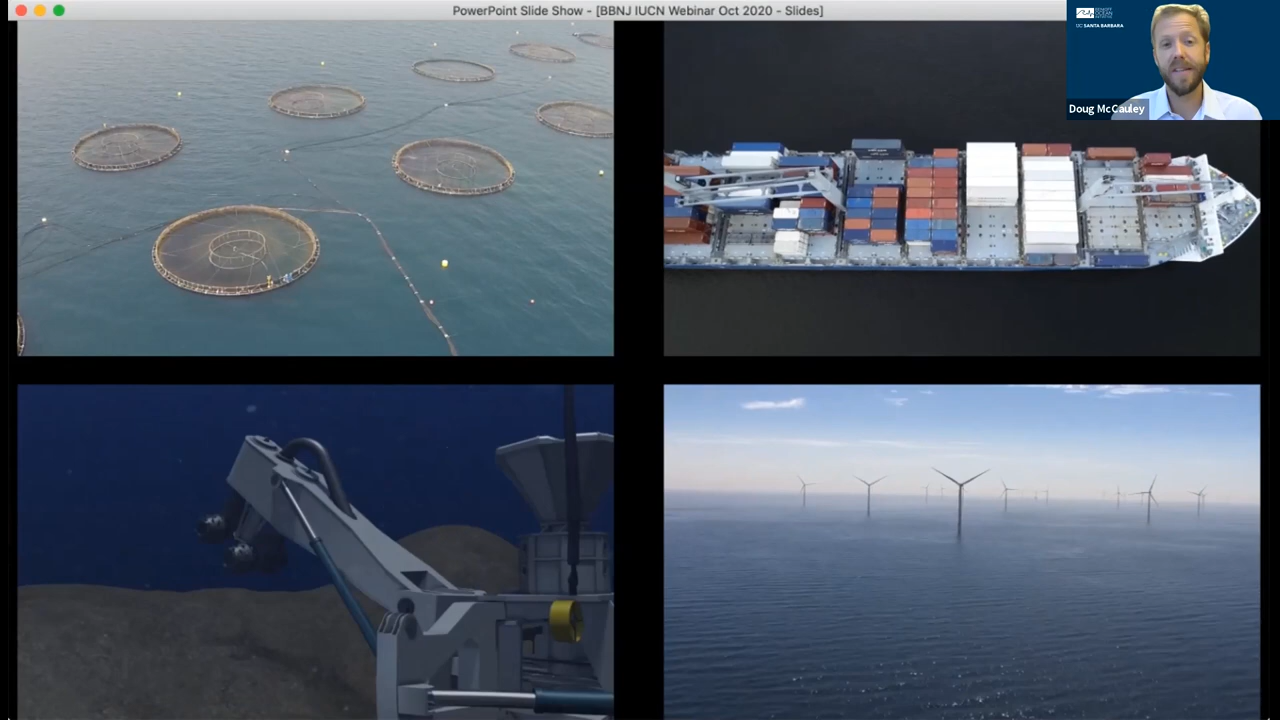 PowerPoint Slide Show - [BBNJ IUCN Webinar Oct 2020 - Slides]
UC SANTA BARBARA
Doug McCauley